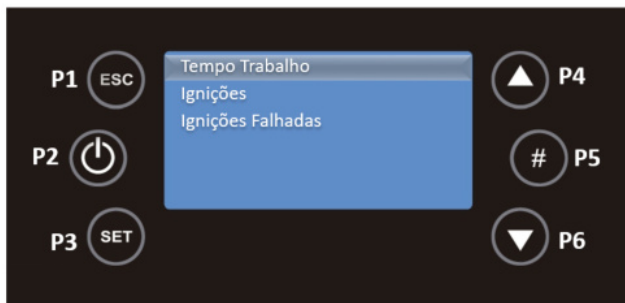 P1 ESC
P2
P3 SET
Tempo Trabalho
Ignições
Ignições Falhadas
P4
# P5
P6